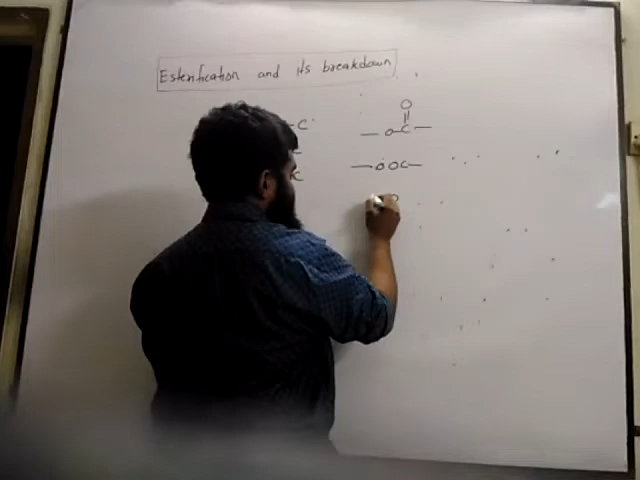 Esterification and its breakdown
-C
O
||
— O-C —
C
— OOC —
C